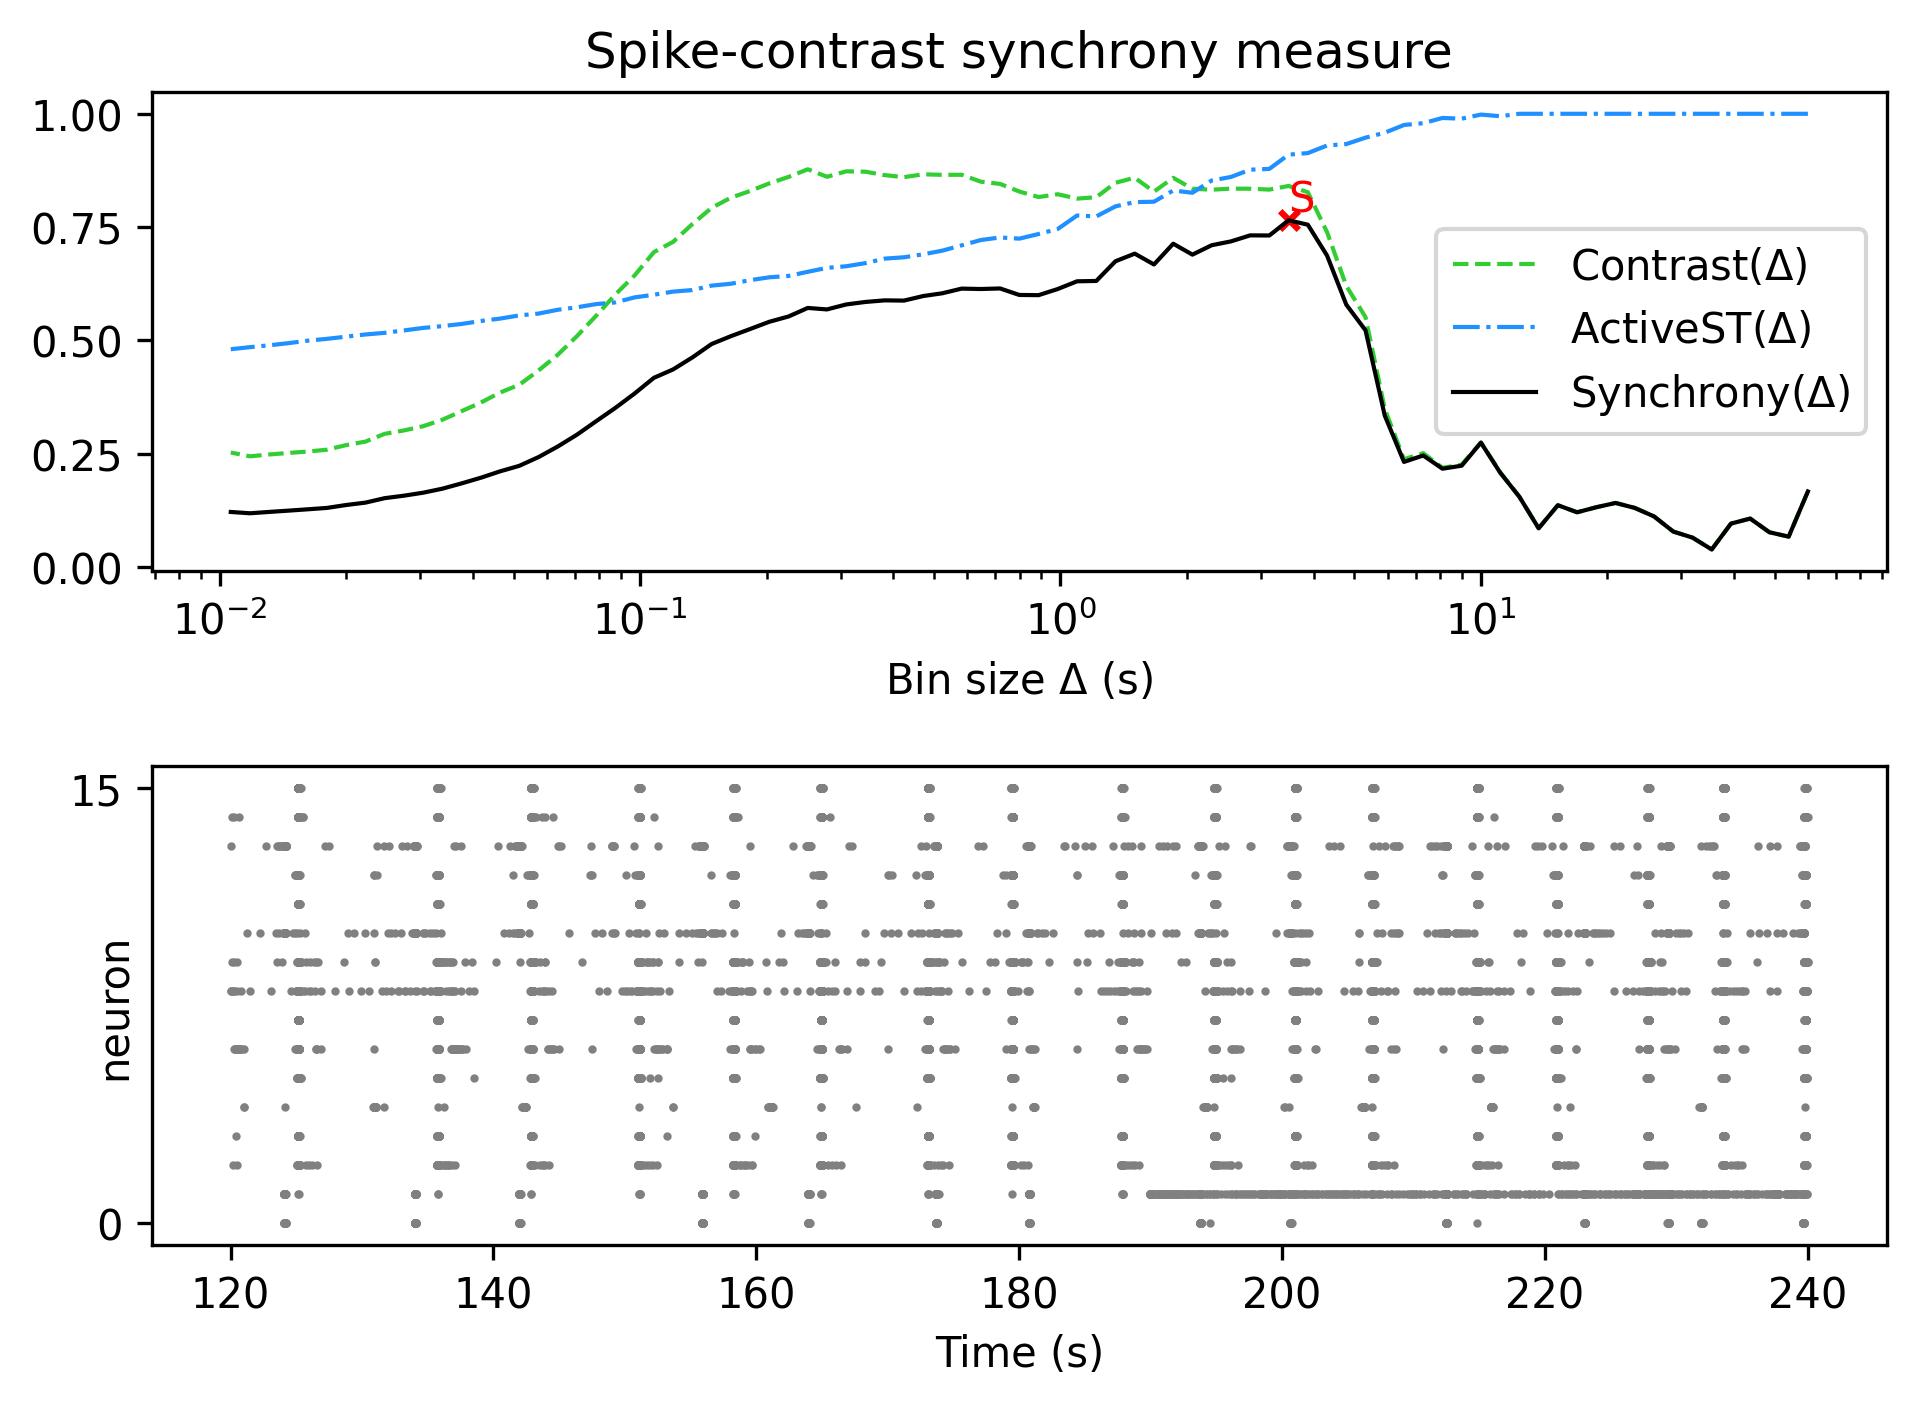 Spike-contrast synchrony measure
1.00
0.75
0.50
0.25
0.00
S
Contrast(Δ)
ActiveST(Δ)
Synchrony(Δ)
10⁻² 10⁻¹ 10⁰ 10¹
Bin size Δ (s)
15
neuron
0
120 140 160 180 200 220 240
Time (s)